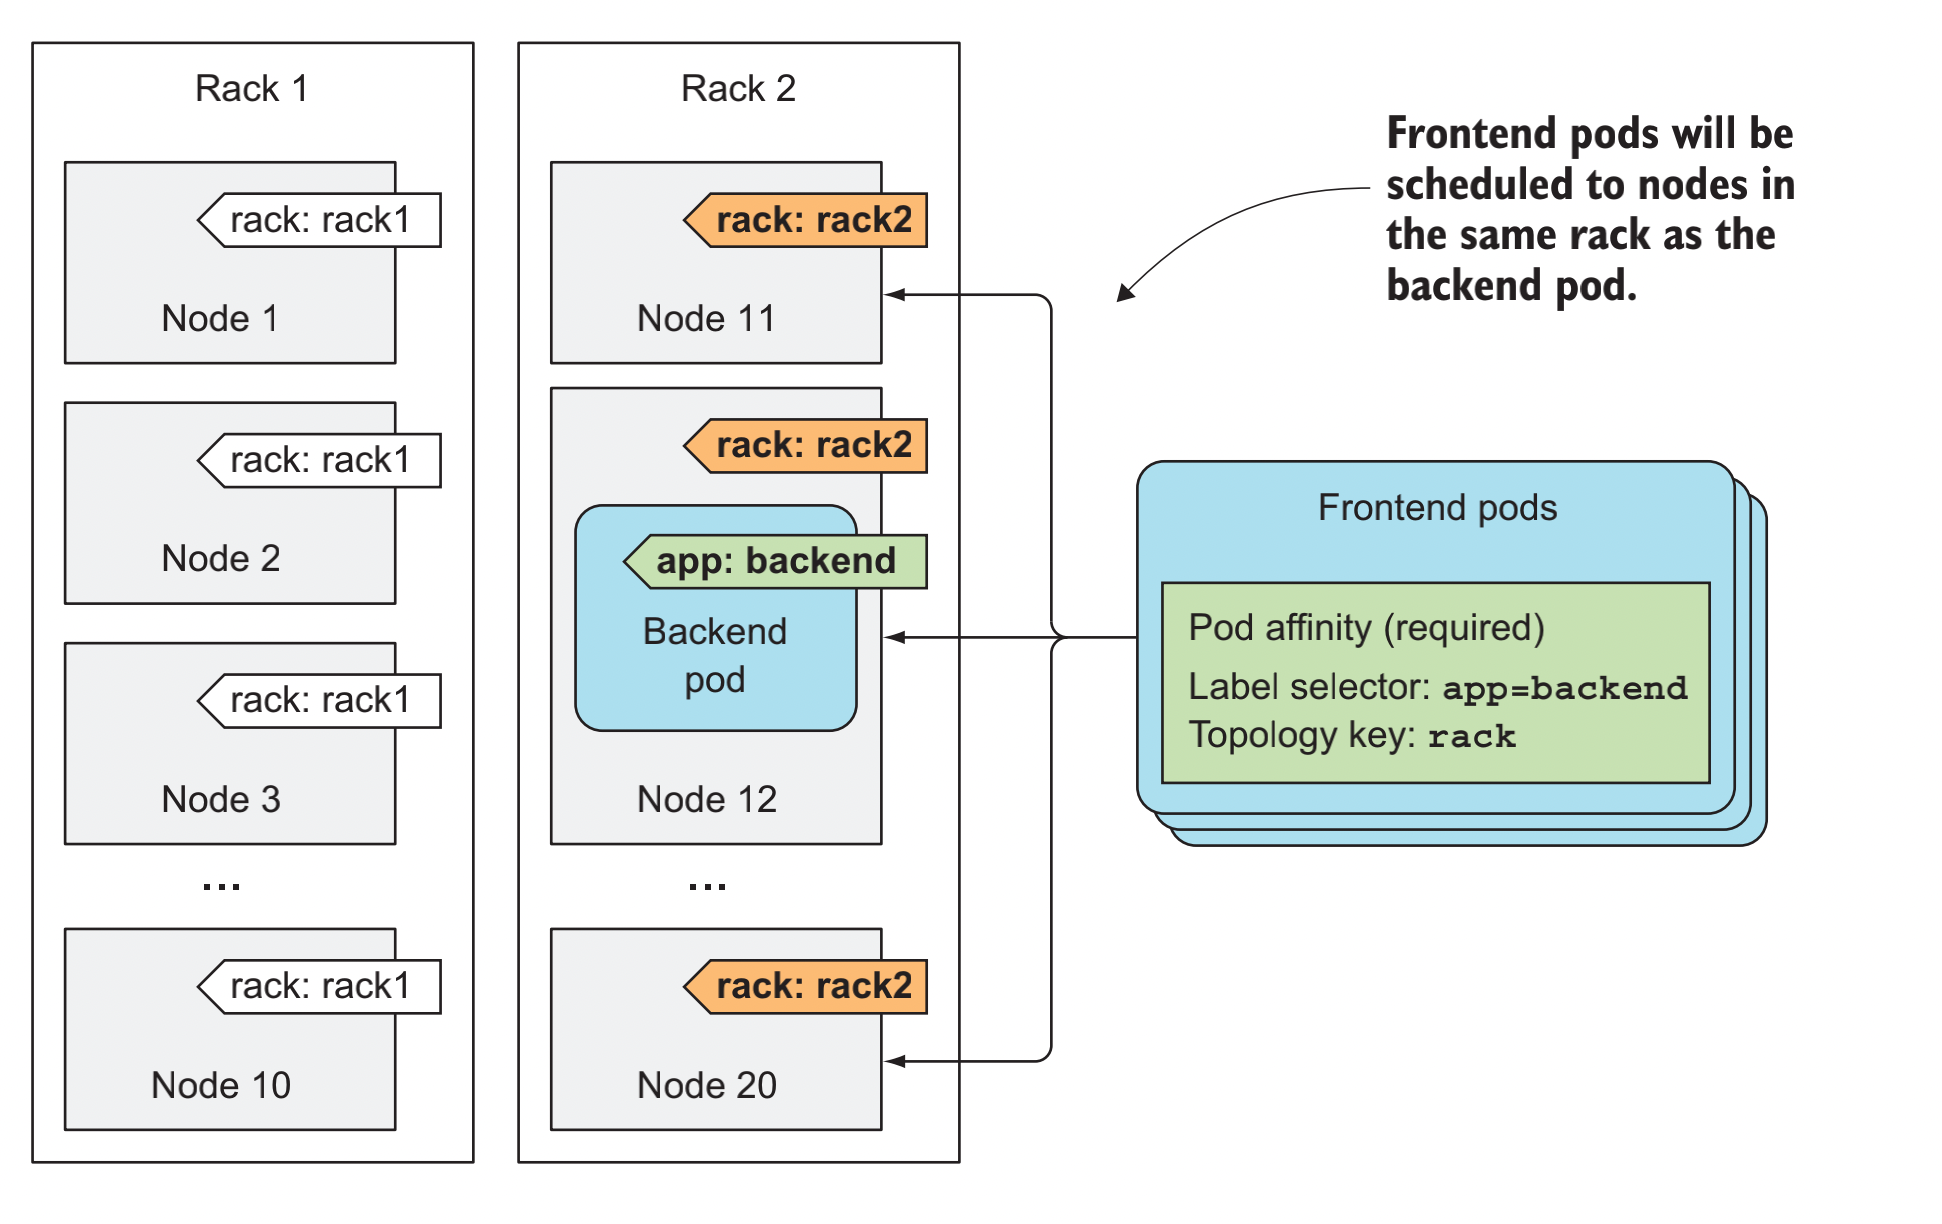 Rack 1
rack: rack1
Node 1
rack: rack1
Node 2
rack: rack1
Node 3
...
rack: rack1
Node 10
Rack 2
rack: rack2
Node 11
rack: rack2
app: backend
Backend
pod
Node 12
...
rack: rack2
Node 20
Frontend pods will be
scheduled to nodes in
the same rack as the
backend pod.
Frontend pods
Pod affinity (required)
Label selector: app=backend
Topology key: rack